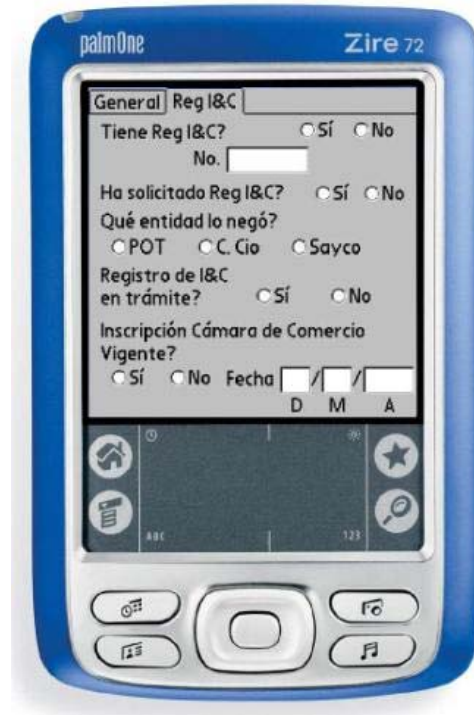 palmOne Zire 72
General Reg I&C
Tiene Reg I&C? Sí No
No.
Ha solicitado Reg I&C? Sí No
Qué entidad lo negó?
POT C. Cio Sayco
Registro de I&C
en trámite? Sí No
Inscripción Cámara de Comercio
Vigente?
Sí No Fecha / /
D M A
ABC 123